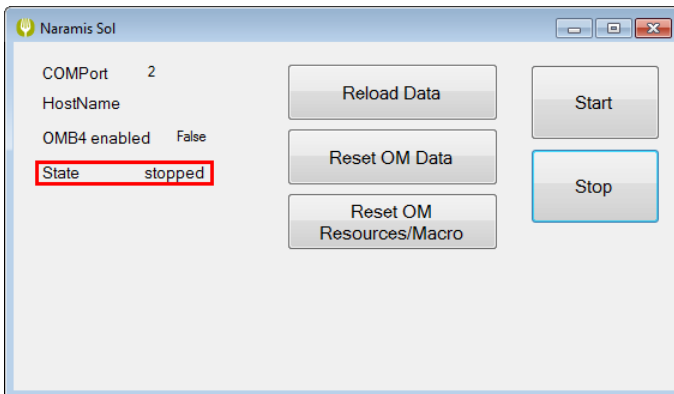 Naramis Sol
COMPort 2
HostName
OMB4 enabled False
State stopped
Reload Data
Reset OM Data
Reset OM
Resources/Macro
Start
Stop